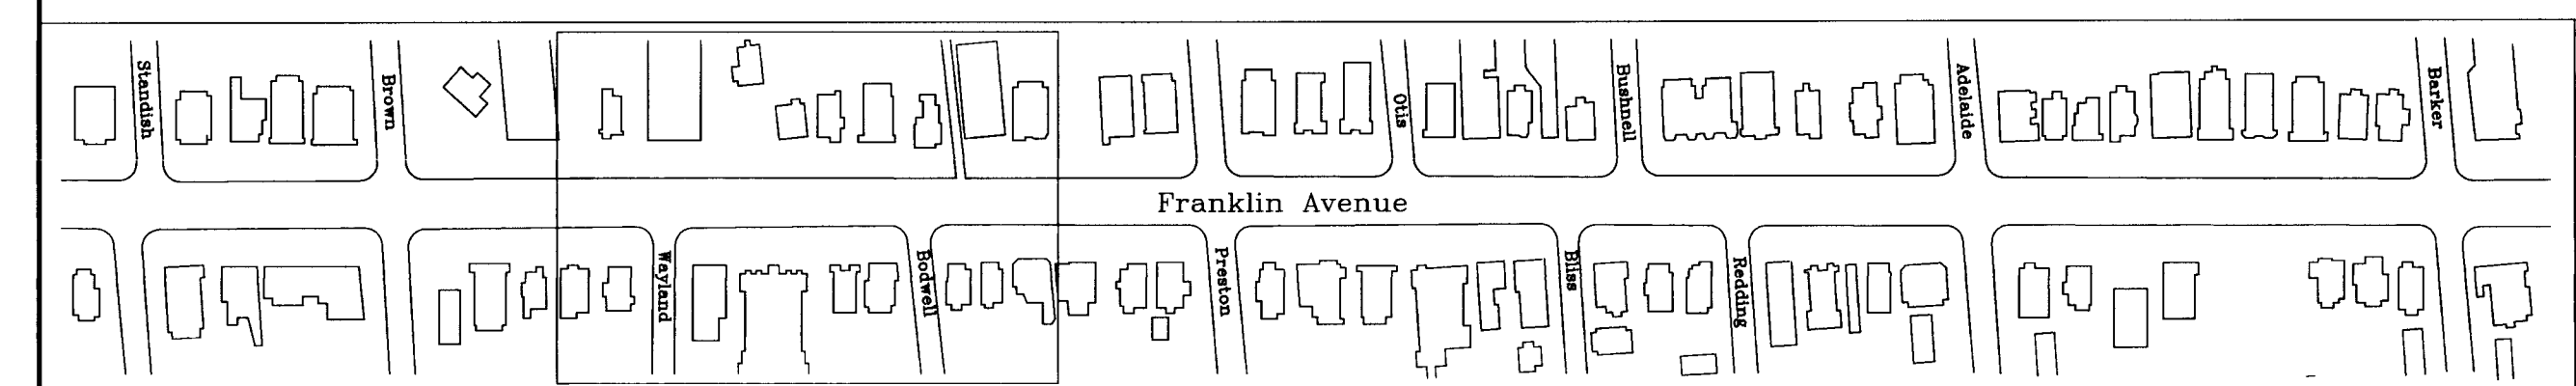 Standish
Brown
Otis
Bushnell
Adelaide
Barker
Franklin Avenue
Wayland
Bodwell
Preston
Bliss
Redding